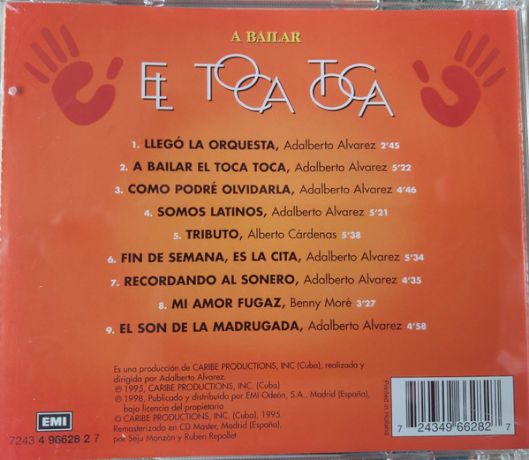 A BAILAR
EL TOCA TOCA
1. LLEGÓ LA ORQUESTA, Adalberto Alvarez 2'45
2. A BAILAR EL TOCA TOCA, Adalberto Alvarez 5'22
3. COMO PODRÉ OLVIDARLA, Adalberto Alvarez 4'46
4. SOMOS LATINOS, Adalberto Alvarez 5'21
5. TRIBUTO, Alberto Cárdenas 5'38
6. FIN DE SEMANA, ES LA CITA, Adalberto Alvarez 5'34
7. RECORDANDO AL SONERO, Adalberto Alvarez 4'35
8. MI AMOR FUGAZ, Benny Moré 3'27
9. EL SON DE LA MADRUGADA, Adalberto Alvarez 4'58
Es una producción de CARIBE PRODUCTIONS, INC (Cuba), realizada y
dirigida por Adalberto Alvarez.
℗ 1995, CARIBE PRODUCTIONS, INC. (Cuba)
℗ 1998, Publicado y distribuído por EMI-Odeón, S.A., Madrid (España),
bajo licencia del propietario
© CARIBE PRODUCTIONS, INC. (Cuba), 1995
Remasterizado en CD Master, Madrid (España),
por Seju Monzón y Rubén Repollet
EMI
7243 4 96628 2 7
Printed in Holland
7 24349 66282 7